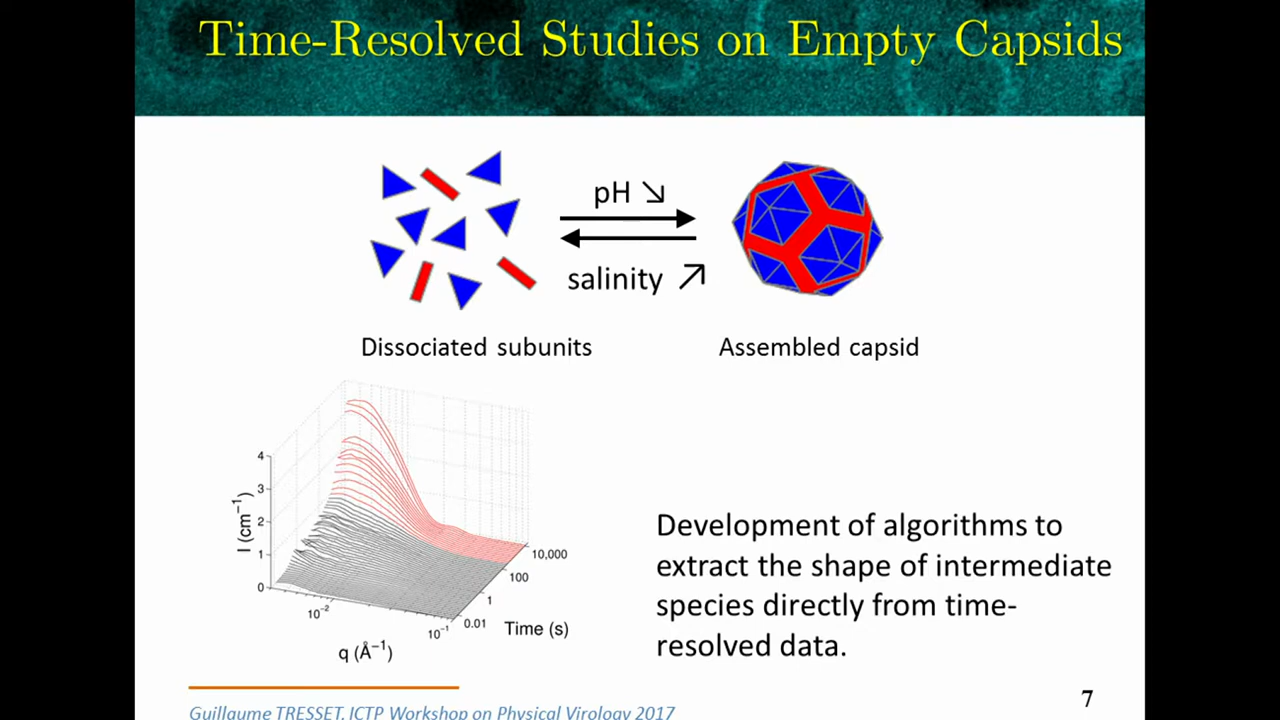 Time-Resolved Studies on Empty Capsids
pH ↘
salinity ↗
Dissociated subunits
Assembled capsid
4
3
2
1
0
I (cm⁻¹)
10⁻²
10⁻¹
q (Å⁻¹)
0.01
1
100
10,000
Time (s)
Development of algorithms to
extract the shape of intermediate
species directly from time-
resolved data.
Guillaume TRESSET, ICTP Workshop on Physical Virology 2017
7